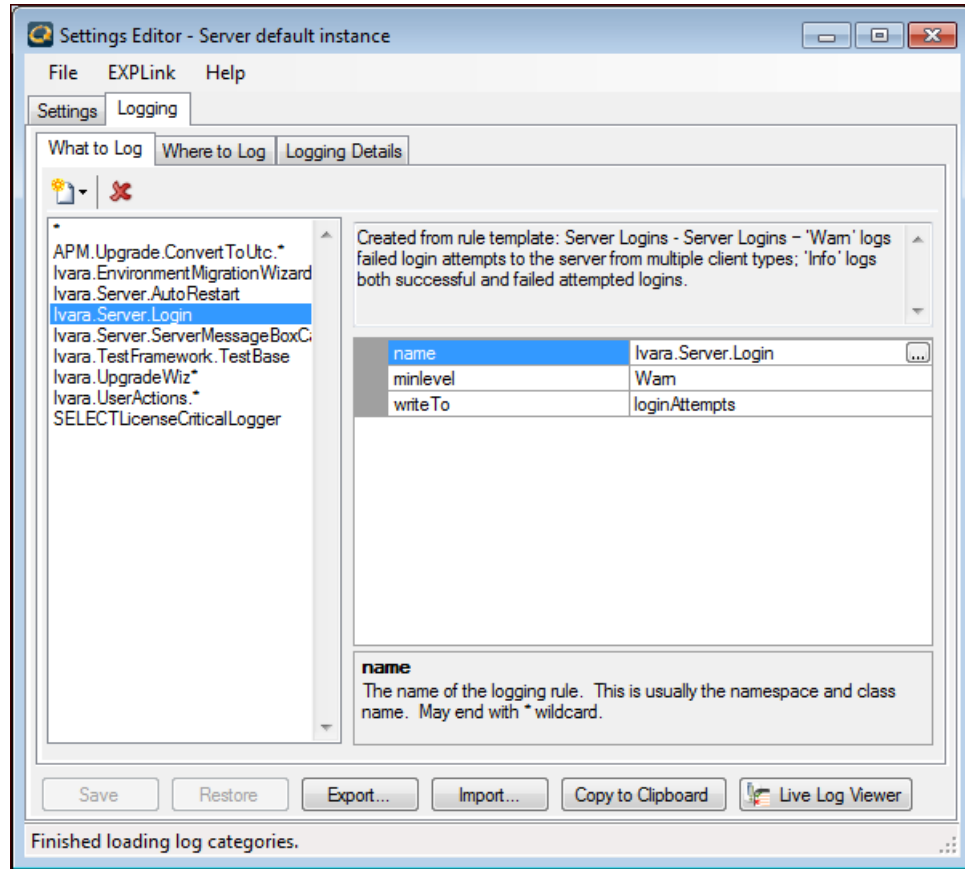 Settings Editor - Server default instance
File EXPLink Help
Settings Logging
What to Log Where to Log Logging Details
*
APM.Upgrade.ConvertToUtc.*
Ivara.EnvironmentMigrationWizard
Ivara.Server.AutoRestart
Ivara.Server.Login
Ivara.Server.ServerMessageBoxCa
Ivara.TestFramework.TestBase
Ivara.UpgradeWiz*
Ivara.UserActions.*
SELECTLicenseCriticalLogger
Created from rule template: Server Logins - Server Logins – 'Warn' logs
failed login attempts to the server from multiple client types; 'Info' logs
both successful and failed attempted logins.
name Ivara.Server.Login ...
minlevel Warn
writeTo loginAttempts
name
The name of the logging rule. This is usually the namespace and class
name. May end with * wildcard.
Save Restore Export... Import... Copy to Clipboard Live Log Viewer
Finished loading log categories.